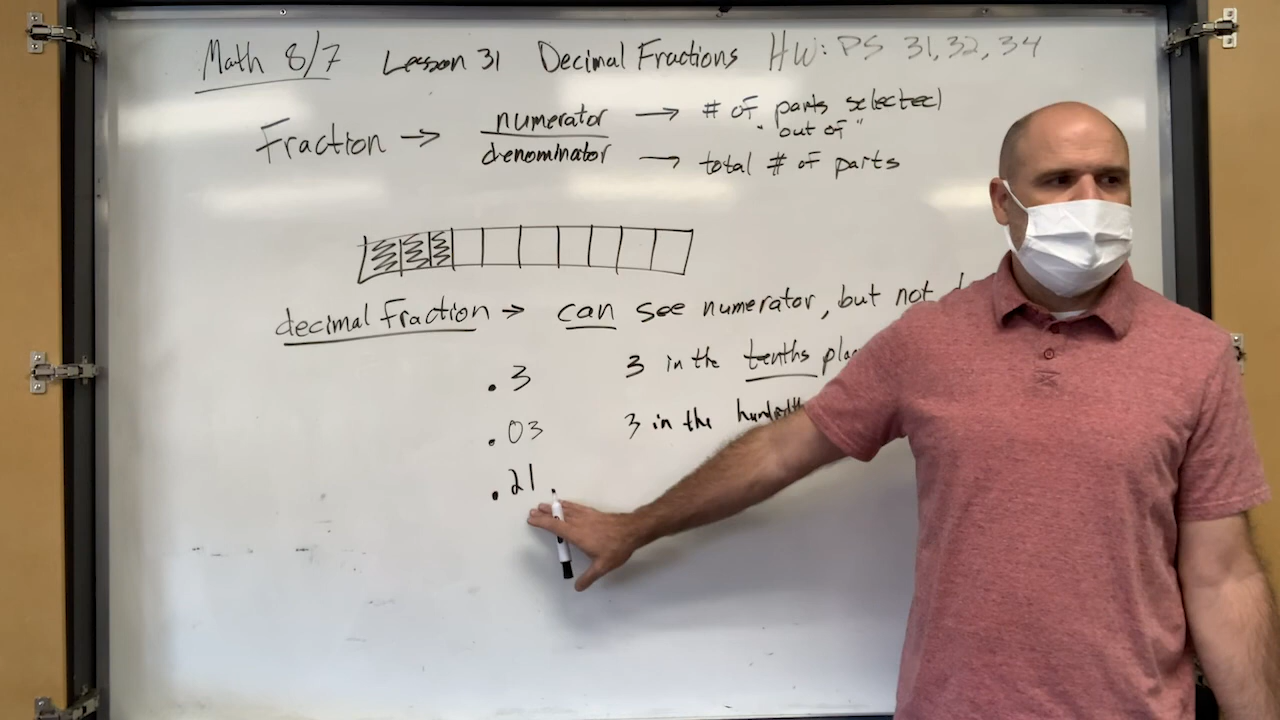 Math 8/7 Lesson 31 Decimal Fractions HW: PS 31, 32, 34
Fraction → numerator → # of parts selected
"out of"
denominator → total # of parts
decimal fraction → can see numerator, but not
.3 3 in the tenths
.03 3 in the
.21